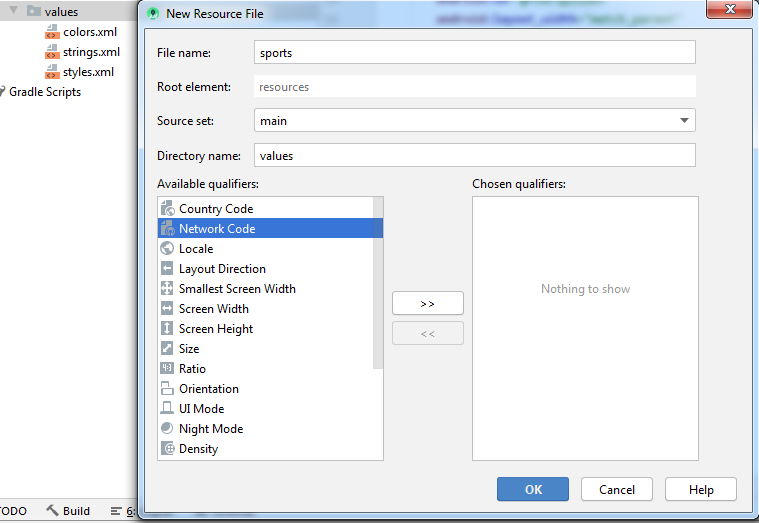 values
colors.xml
strings.xml
styles.xml
Gradle Scripts
New Resource File
File name:
sports
Root element:
resources
Source set:
main
Directory name:
values
Available qualifiers:
Chosen qualifiers:
Country Code
Network Code
Locale
Layout Direction
Smallest Screen Width
Screen Width
Screen Height
Size
Ratio
Orientation
UI Mode
Night Mode
Density
>>
<<
Nothing to show
OK
Cancel
Help
TODO
Build
6: